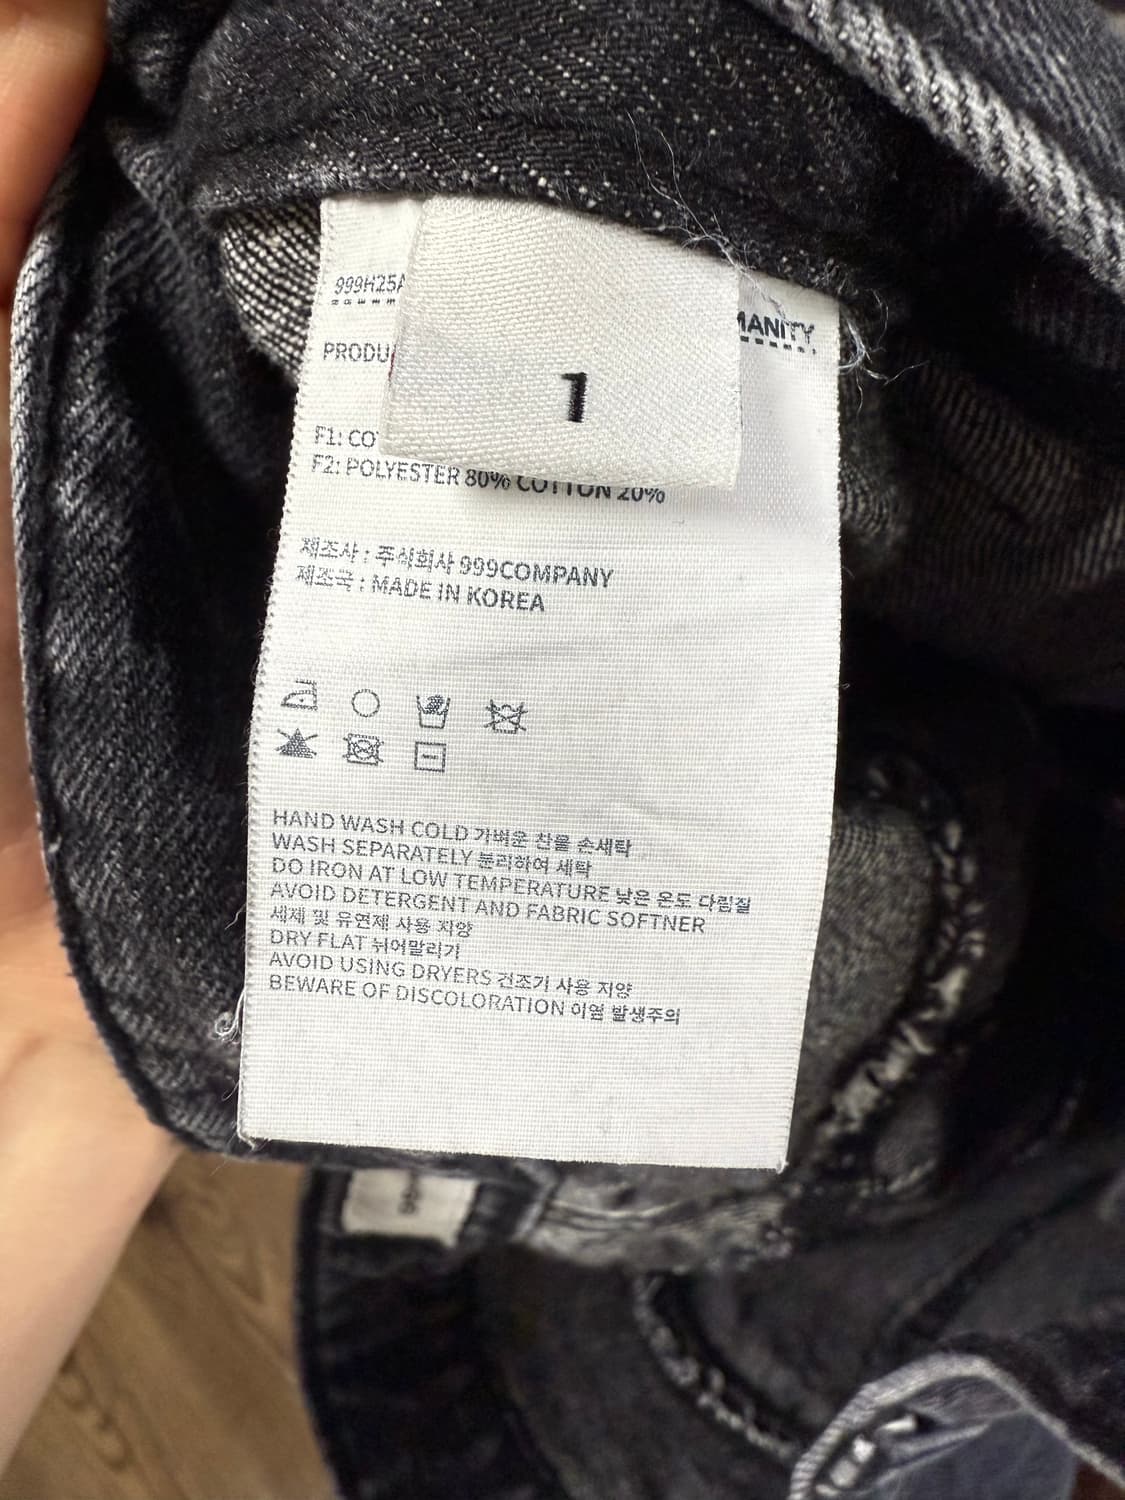 999H25A
MANITY
PRODU
1
F1: CO
F2: POLYESTER 80% COTTON 20%
제조사 : 주식회사 999COMPANY
제조국 : MADE IN KOREA
HAND WASH COLD 가벼운 찬물 손세탁
WASH SEPARATELY 분리하여 세탁
DO IRON AT LOW TEMPERATURE 낮은 온도 다림질
AVOID DETERGENT AND FABRIC SOFTNER
세제 및 유연제 사용 지양
DRY FLAT 뉘어말리기
AVOID USING DRYERS 건조기 사용 지양
BEWARE OF DISCOLORATION 이염 발생주의